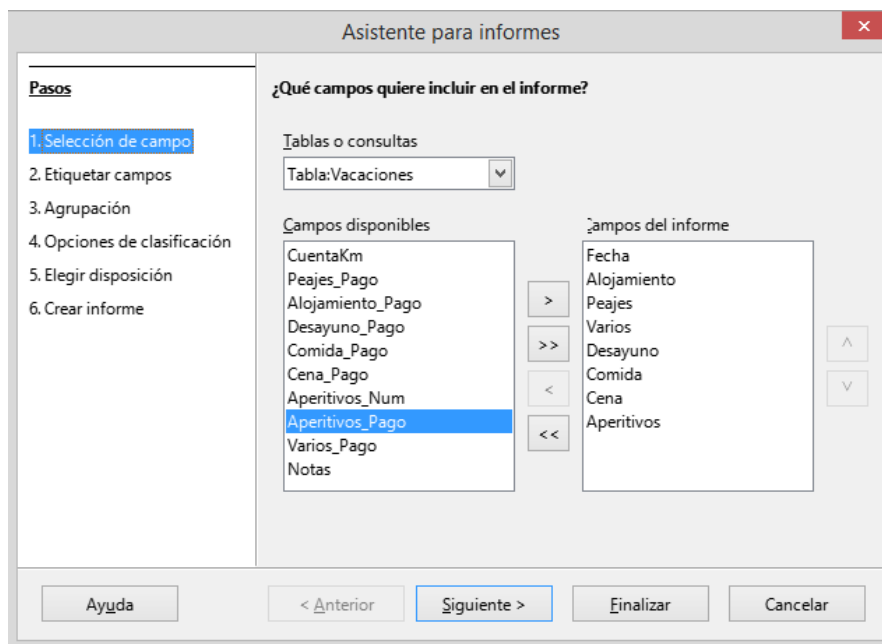 Asistente para informes
Pasos
1. Selección de campo
2. Etiquetar campos
3. Agrupación
4. Opciones de clasificación
5. Elegir disposición
6. Crear informe
¿Qué campos quiere incluir en el informe?
Tablas o consultas
Tabla:Vacaciones
Campos disponibles
CuentaKm
Peajes_Pago
Alojamiento_Pago
Desayuno_Pago
Comida_Pago
Cena_Pago
Aperitivos_Num
Aperitivos_Pago
Varios_Pago
Notas
>
>>
<
<<
Campos del informe
Fecha
Alojamiento
Peajes
Varios
Desayuno
Comida
Cena
Aperitivos
Ayuda
< Anterior
Siguiente >
Finalizar
Cancelar